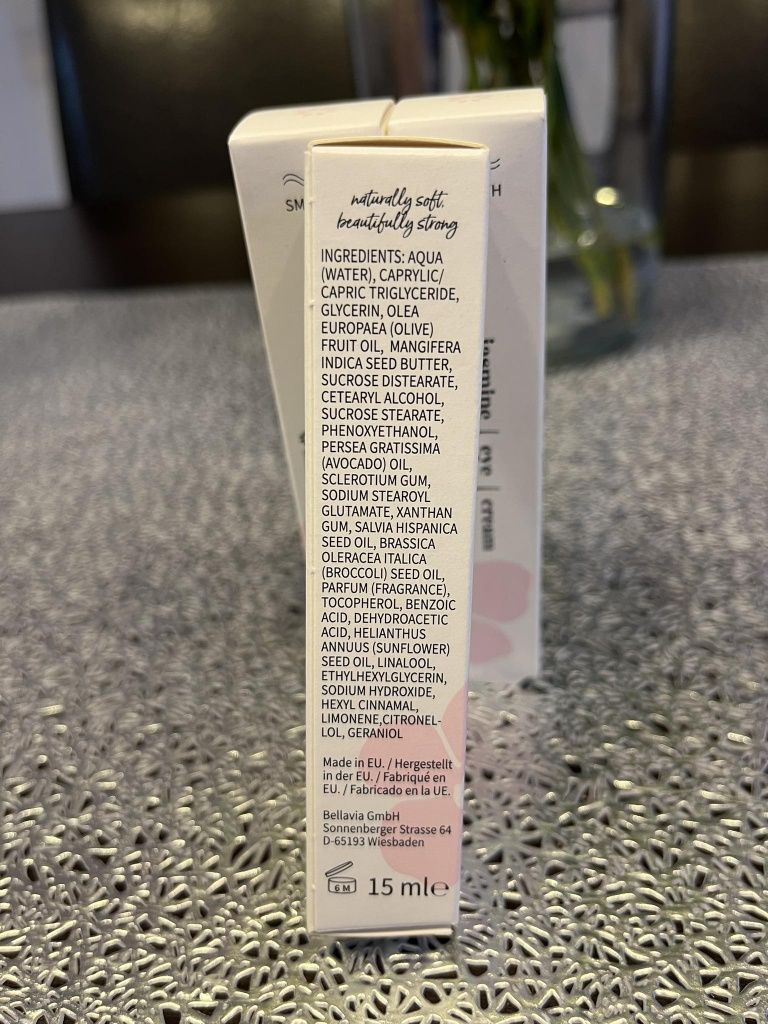 naturally soft.
beautifully strong
INGREDIENTS: AQUA
(WATER), CAPRYLIC/
CAPRIC TRIGLYCERIDE,
GLYCERIN, OLEA
EUROPAEA (OLIVE)
FRUIT OIL, MANGIFERA
INDICA SEED BUTTER,
SUCROSE DISTEARATE,
CETEARYL ALCOHOL,
SUCROSE STEARATE,
PHENOXYETHANOL,
PERSEA GRATISSIMA
(AVOCADO) OIL,
SCLEROTIUM GUM,
SODIUM STEAROYL
GLUTAMATE, XANTHAN
GUM, SALVIA HISPANICA
SEED OIL, BRASSICA
OLERACEA ITALICA
(BROCCOLI) SEED OIL,
PARFUM (FRAGRANCE),
TOCOPHEROL, BENZOIC
ACID, DEHYDROACETIC
ACID, HELIANTHUS
ANNUUS (SUNFLOWER)
SEED OIL, LINALOOL,
ETHYLHEXYLGLYCERIN,
SODIUM HYDROXIDE,
HEXYL CINNAMAL,
LIMONENE,CITRONEL-
LOL, GERANIOL
Made in EU. / Hergestellt
in der EU. / Fabriqué en
EU. / Fabricado en la UE.
Bellavia GmbH
Sonnenberger Strasse 64
D-65193 Wiesbaden
6 M 15 ml e
SM
H
jasmine | eye | cream